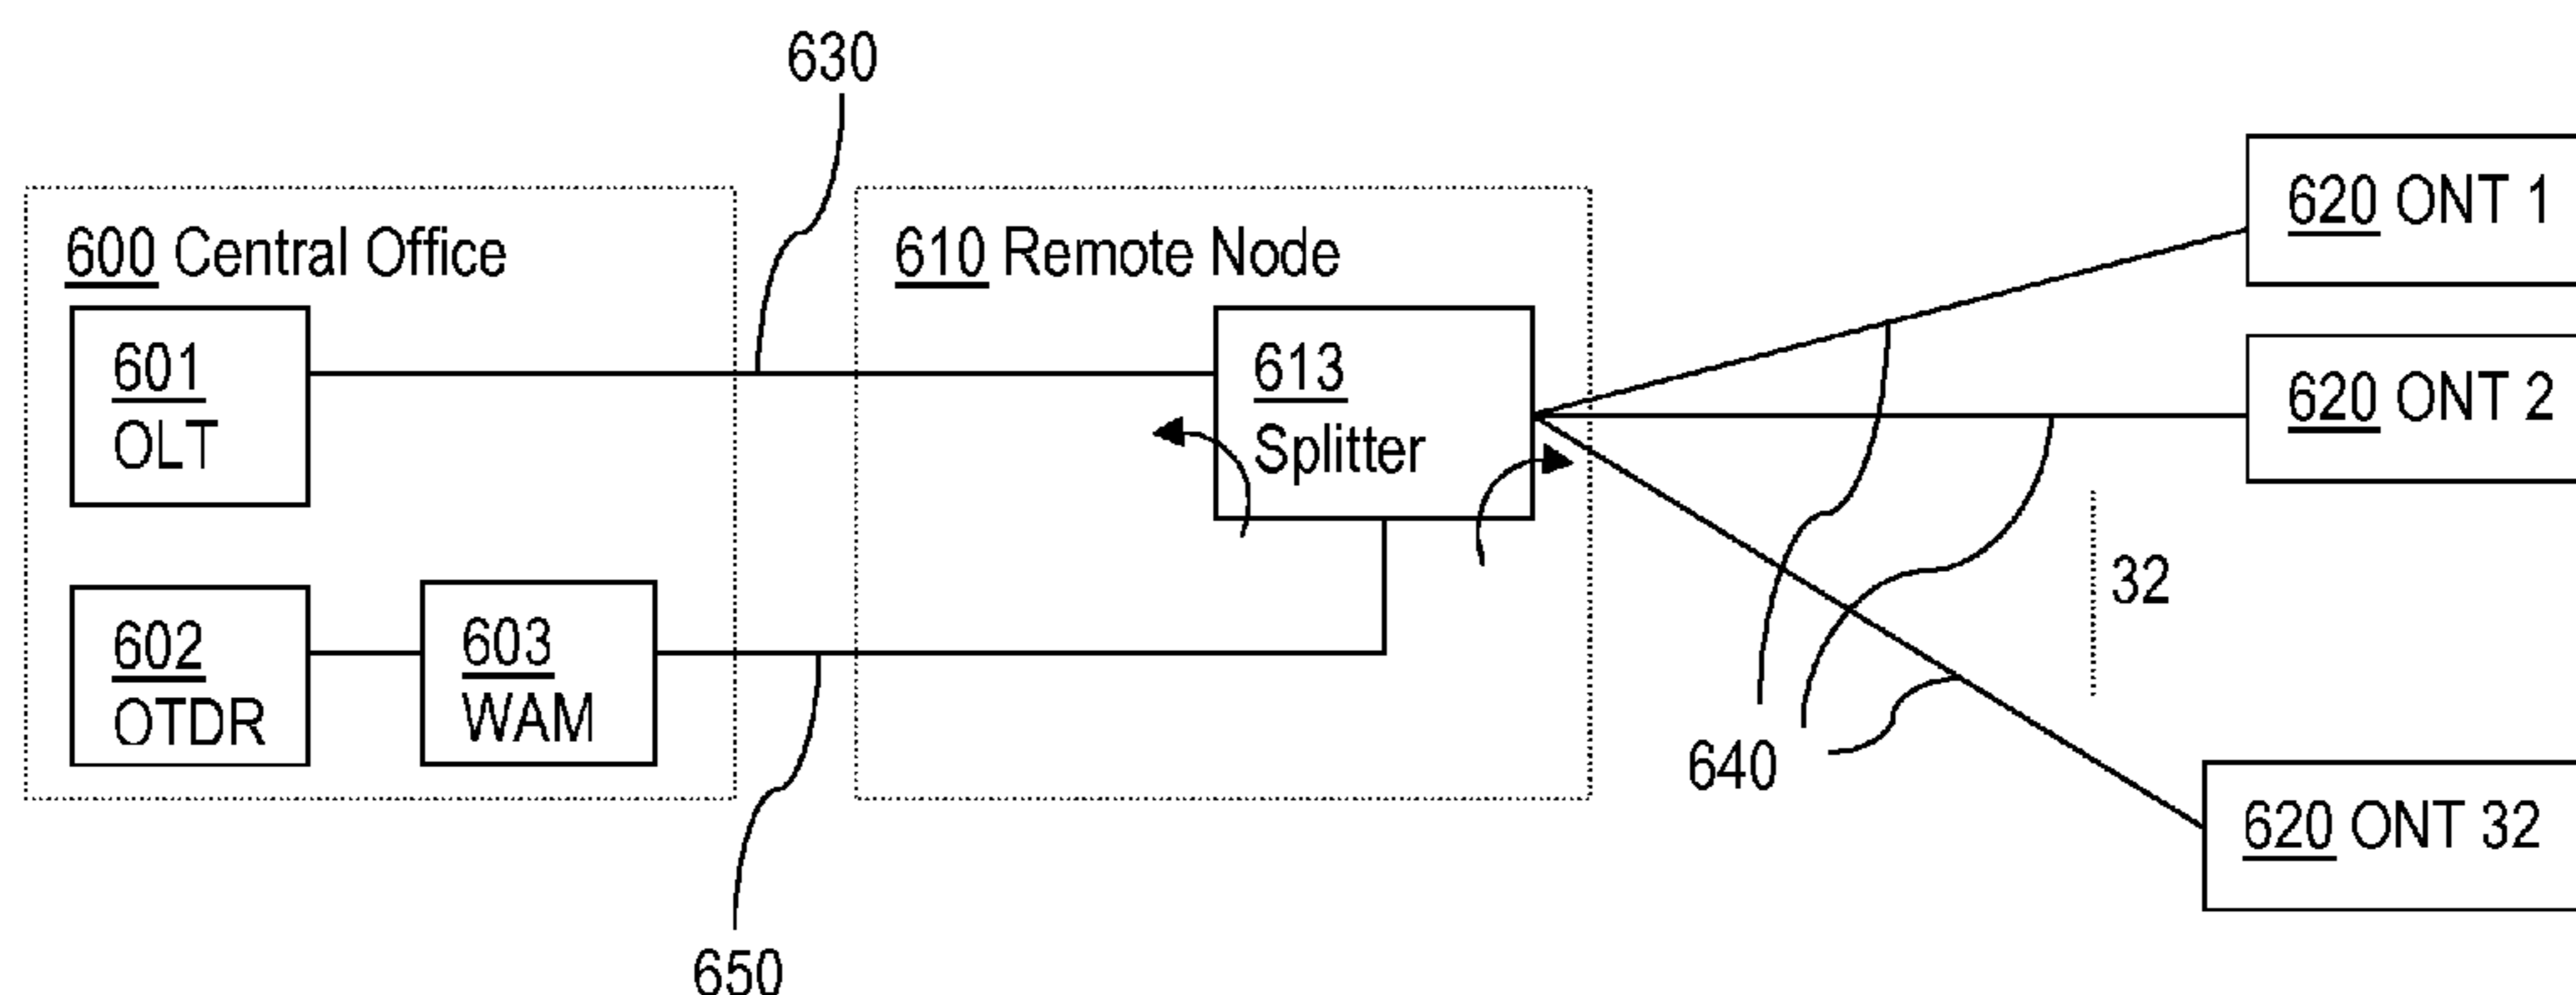 630
600 Central Office
610 Remote Node
620 ONT 1
601
OLT
613
Splitter
620 ONT 2
602
OTDR
603
WAM
32
640
620 ONT 32
650